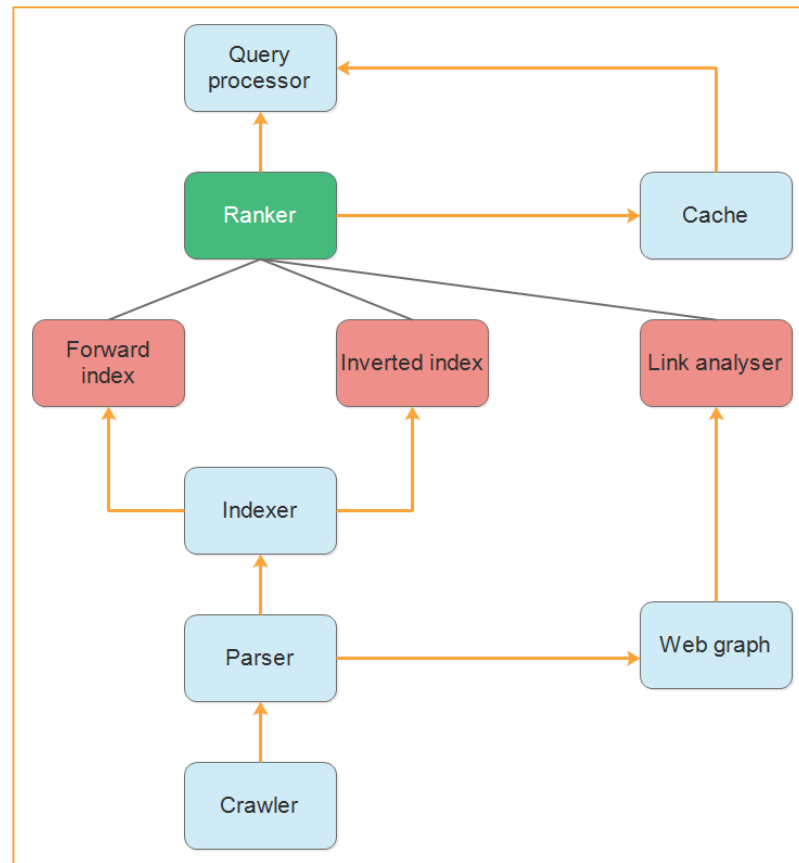 Query
processor
Ranker
Cache
Forward
index
Inverted index
Link analyser
Indexer
Parser
Web graph
Crawler